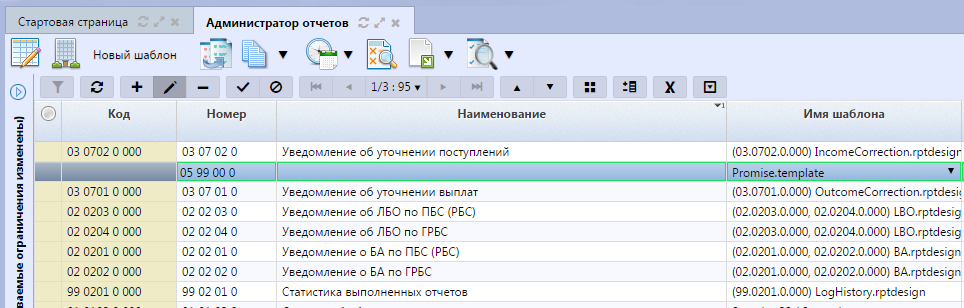 Стартовая страница
Администратор отчетов
Новый шаблон
1/3 : 95
ваемые ограничения изменены)
Код Номер Наименование Имя шаблона
03 0702 0 000 03 07 02 0 Уведомление об уточнении поступлений (03.0702.0.000) IncomeCorrection.rptdesign
05 99 00 0 Promise.template
03 0701 0 000 03 07 01 0 Уведомление об уточнении выплат (03.0701.0.000) OutcomeCorrection.rptdesig
02 0203 0 000 02 02 03 0 Уведомление об ЛБО по ПБС (РБС) (02.0203.0.000, 02.0204.0.000) LBO.rptdesign
02 0204 0 000 02 02 04 0 Уведомление об ЛБО по ГРБС (02.0203.0.000, 02.0204.0.000) LBO.rptdesign
02 0201 0 000 02 02 01 0 Уведомление о БА по ПБС (РБС) (02.0201.0.000, 02.0202.0.000) BA.rptdesign
02 0202 0 000 02 02 02 0 Уведомление о БА по ГРБС (02.0201.0.000, 02.0202.0.000) BA.rptdesign
99 0201 0 000 99 02 01 0 Статистика выполненных отчетов (99.0201.0.000) LogHistory.rptdesign